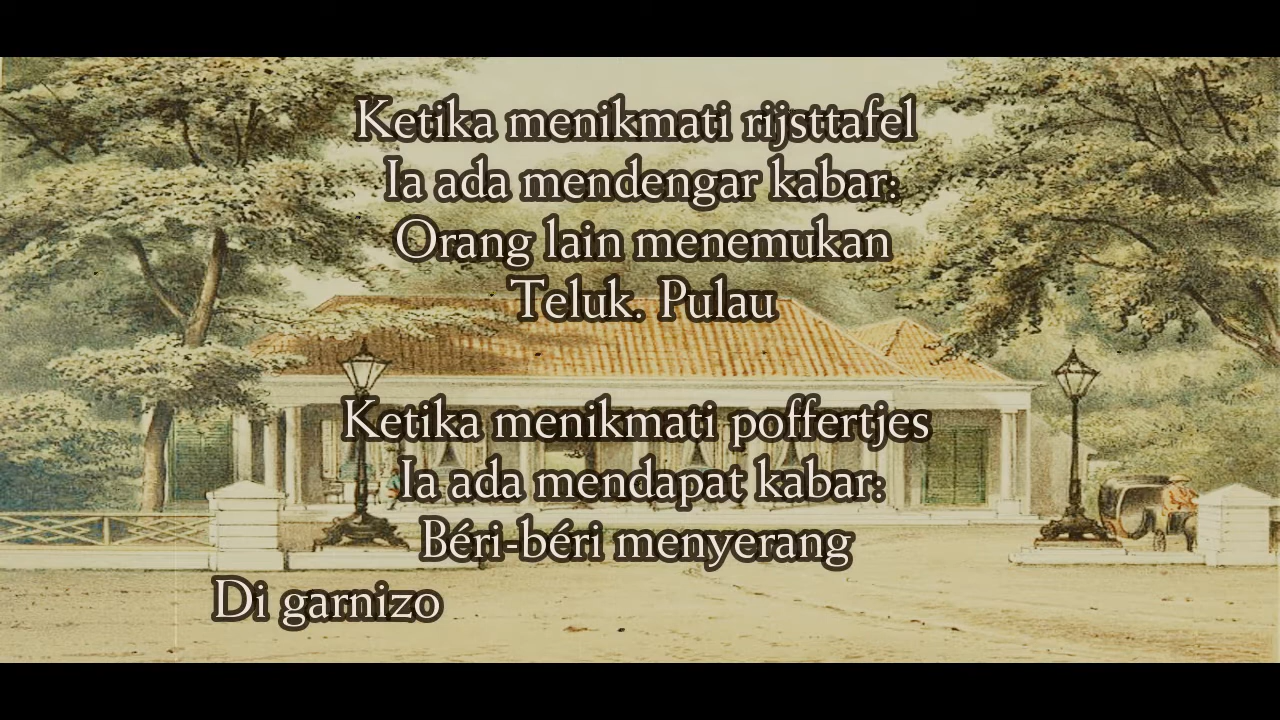 Ketika menikmati rijsttafel
Ia ada mendengar kabar:
Orang lain menemukan
Teluk. Pulau
Ketika menikmati poffertjes
Ia ada mendapat kabar:
Béri-béri menyerang
Di garnizo